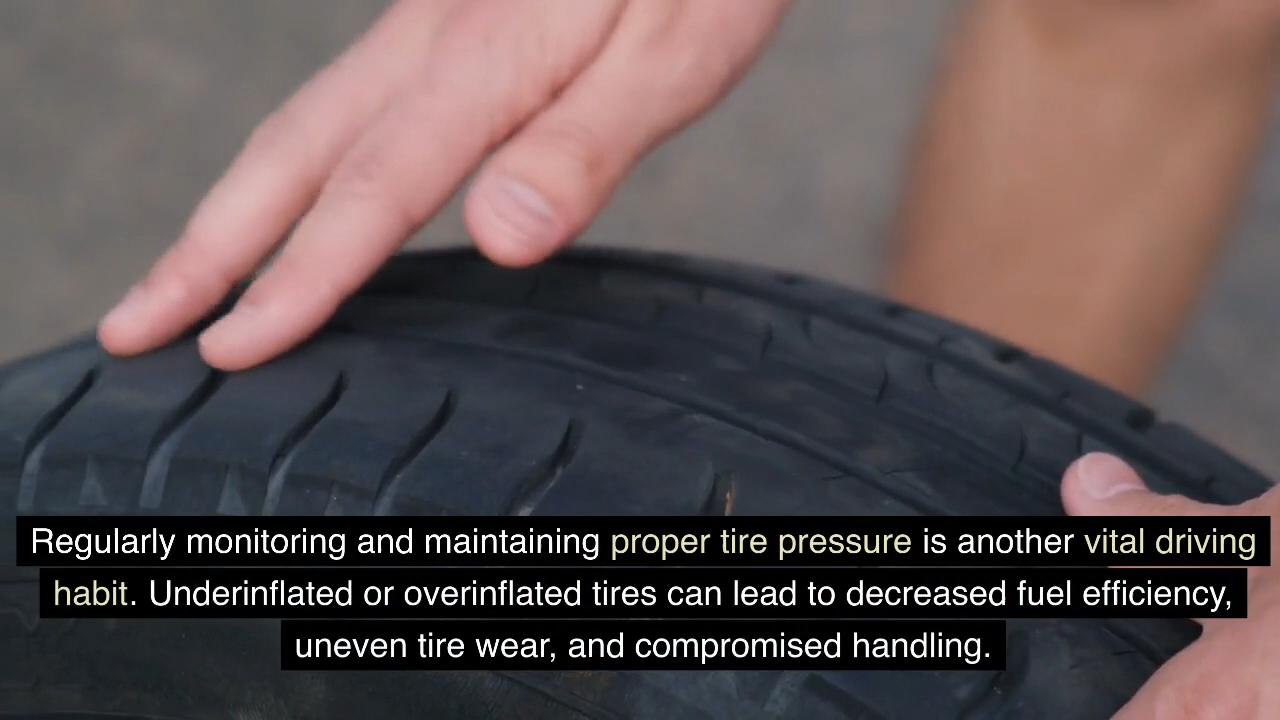 Regularly monitoring and maintaining proper tire pressure is another vital driving
habit. Underinflated or overinflated tires can lead to decreased fuel efficiency,
uneven tire wear, and compromised handling.